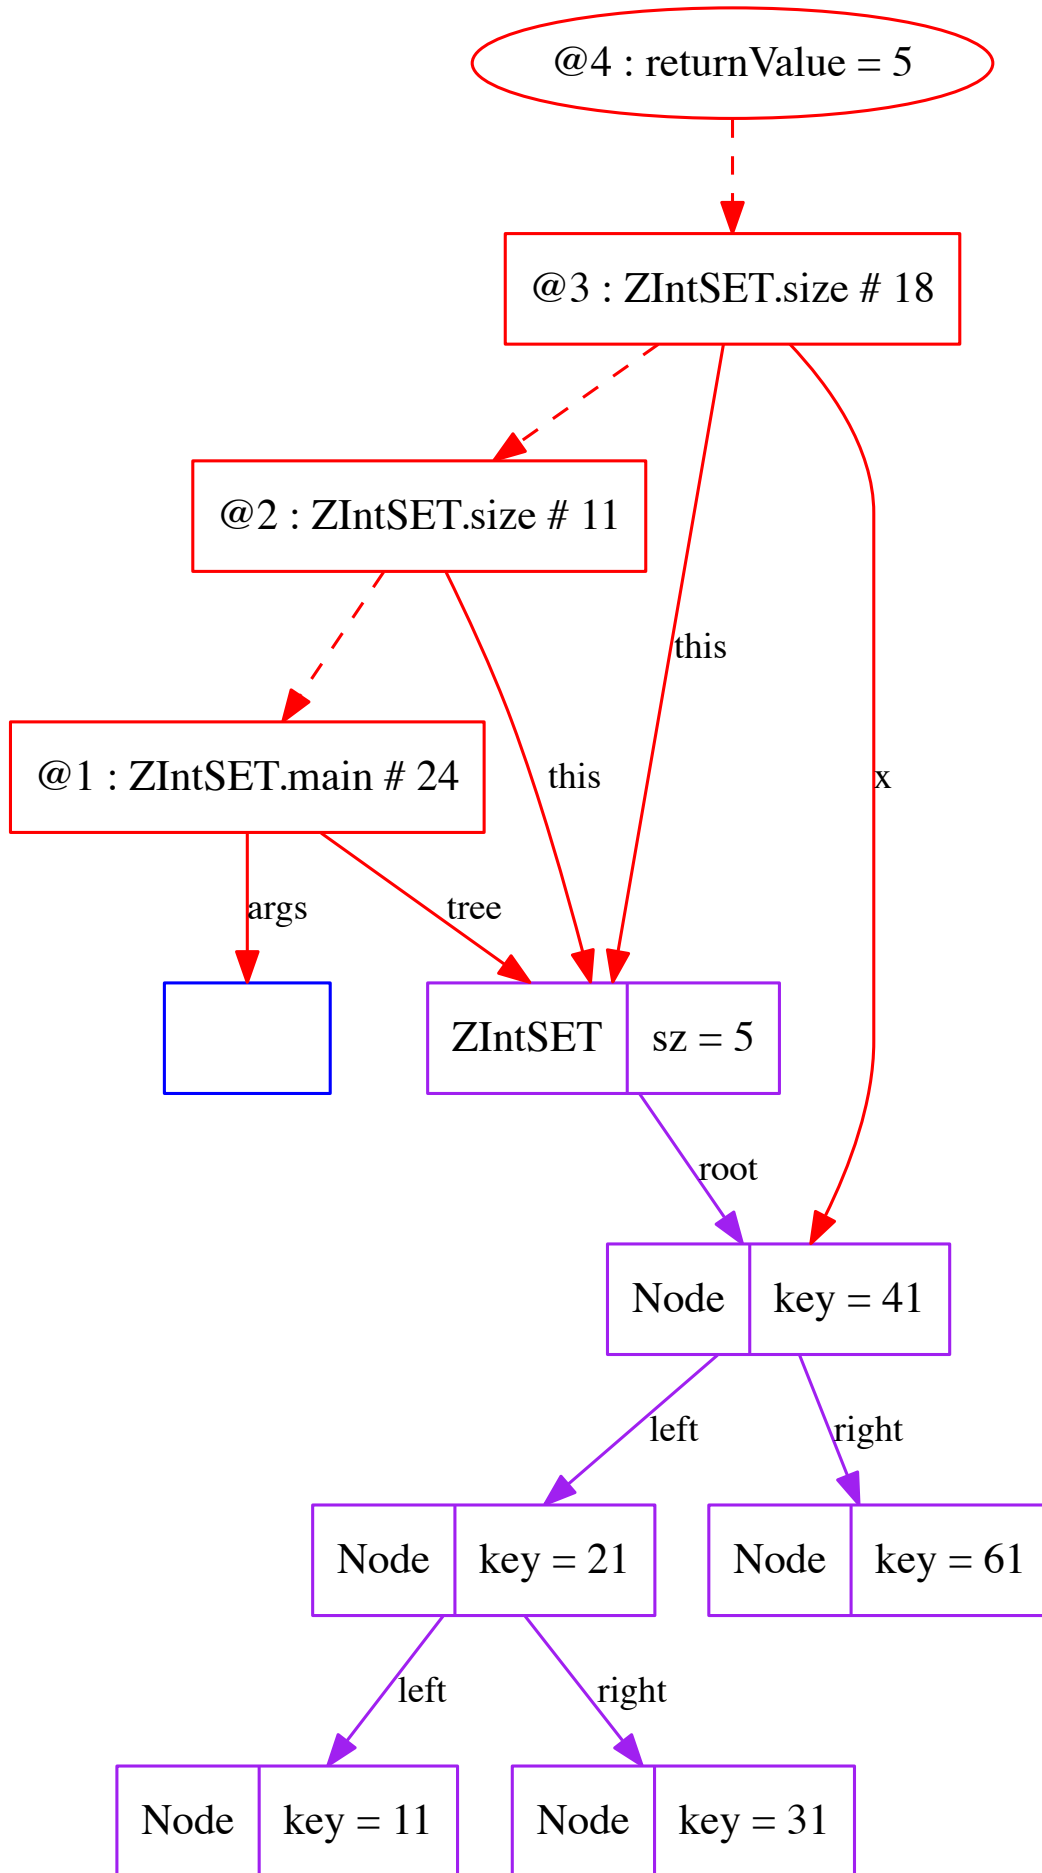 @4 : returnValue = 5
@3 : ZIntSET.size # 18
@2 : ZIntSET.size # 11
this
@1 : ZIntSET.main # 24
this
x
args
tree
ZIntSET
sz = 5
root
Node
key = 41
left
right
Node
key = 21
Node
key = 61
left
right
Node
key = 11
Node
key = 31